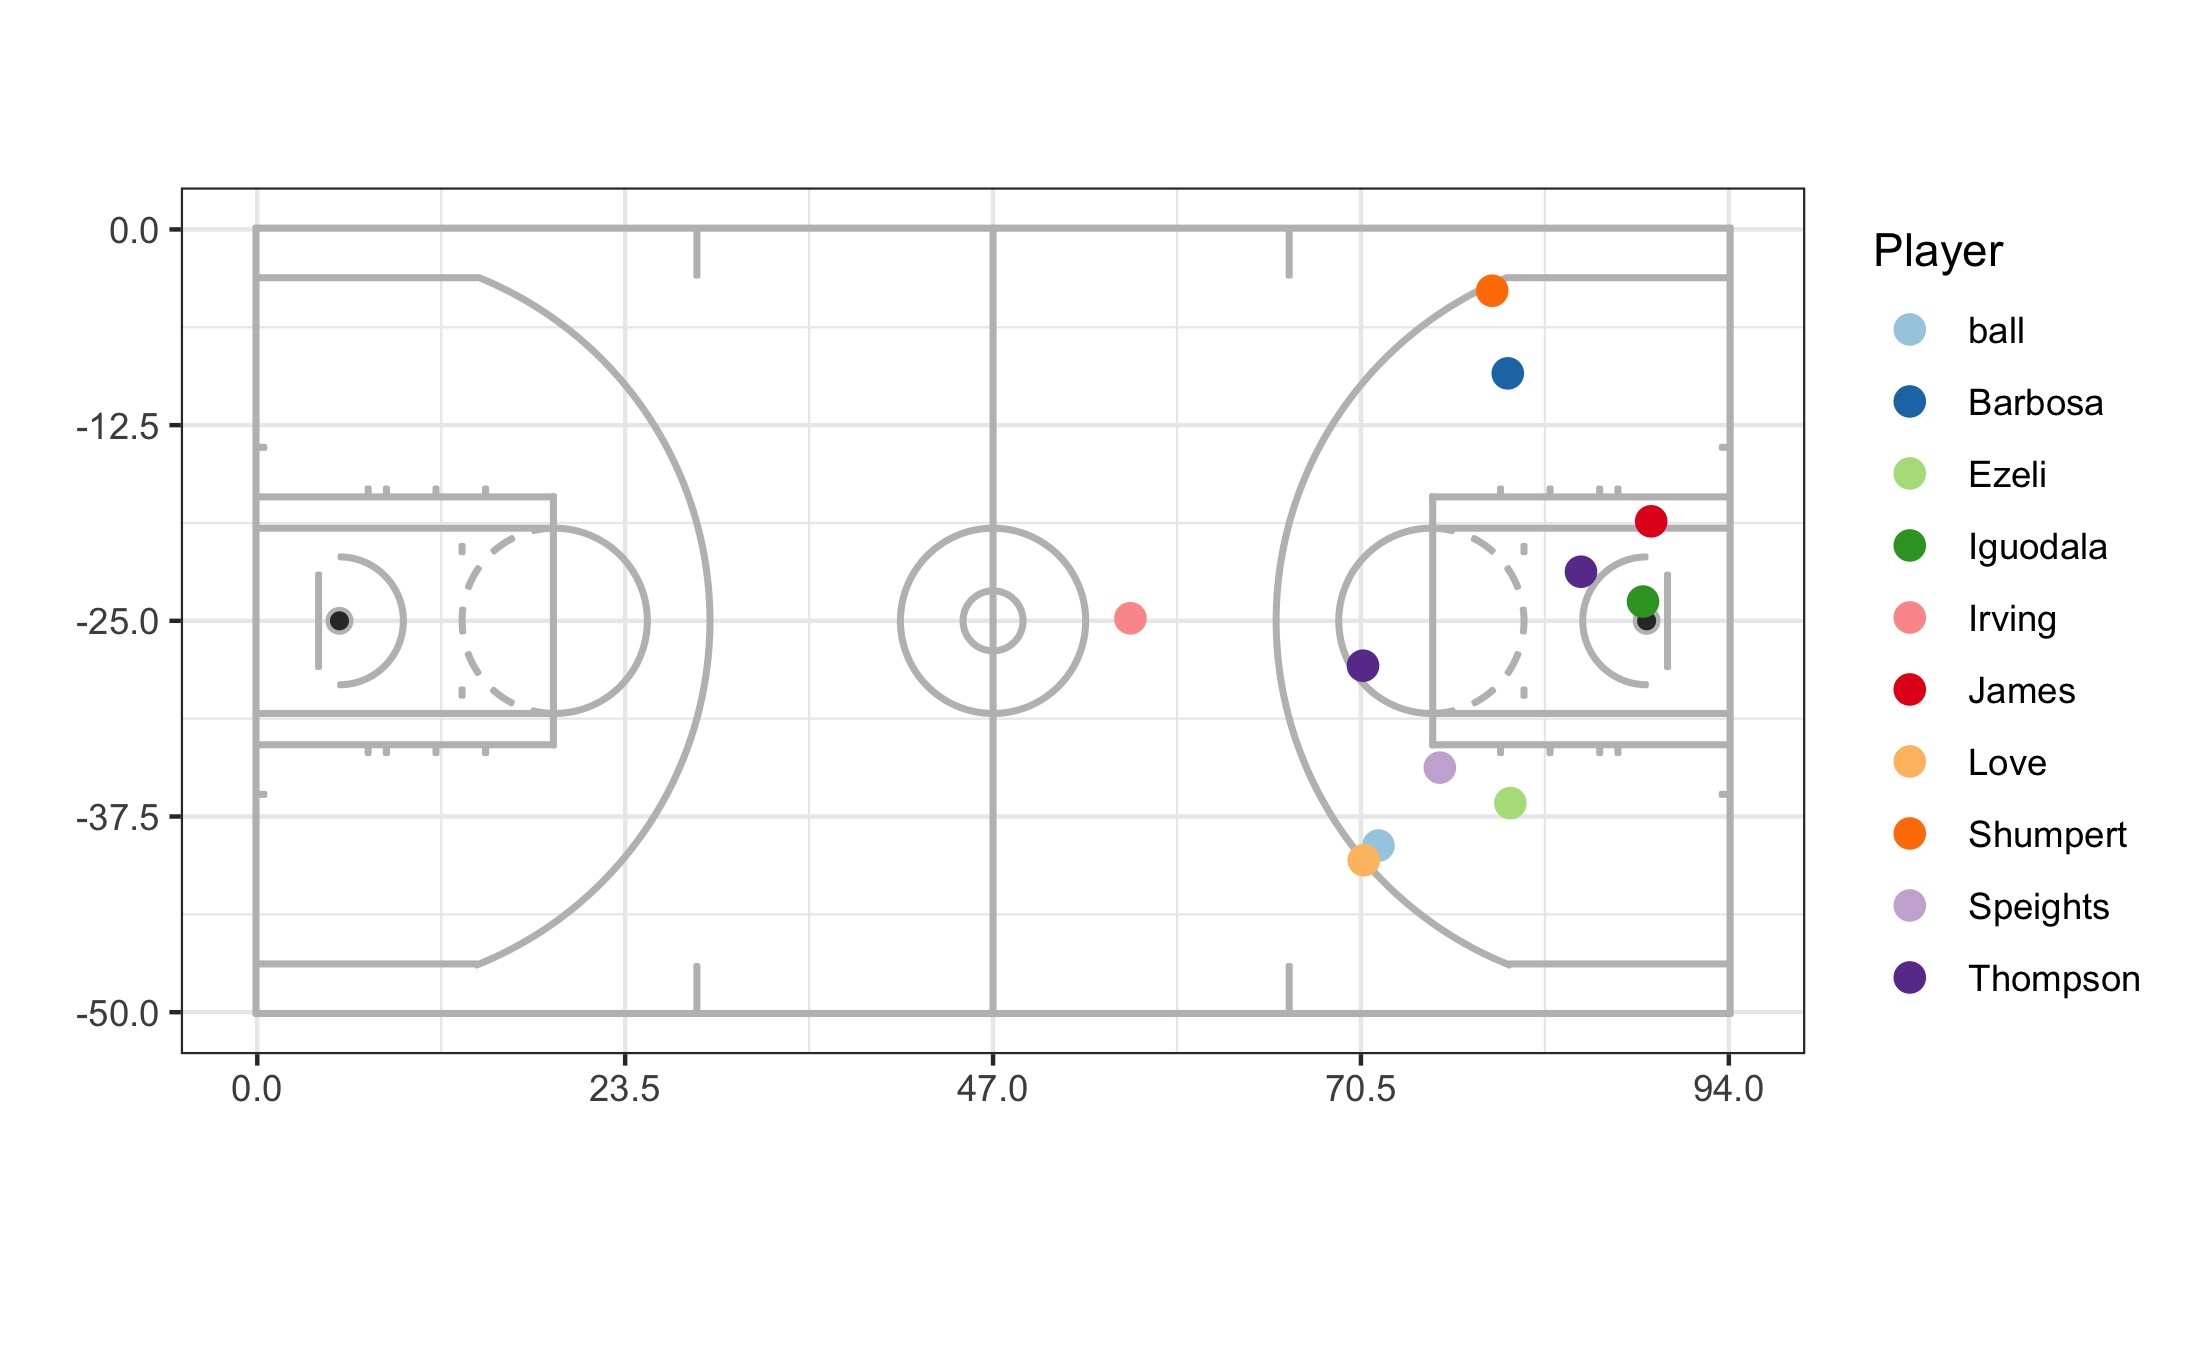 0.0
-12.5
-25.0
-37.5
-50.0
0.0
23.5
47.0
70.5
94.0
Player
ball
Barbosa
Ezeli
Iguodala
Irving
James
Love
Shumpert
Speights
Thompson